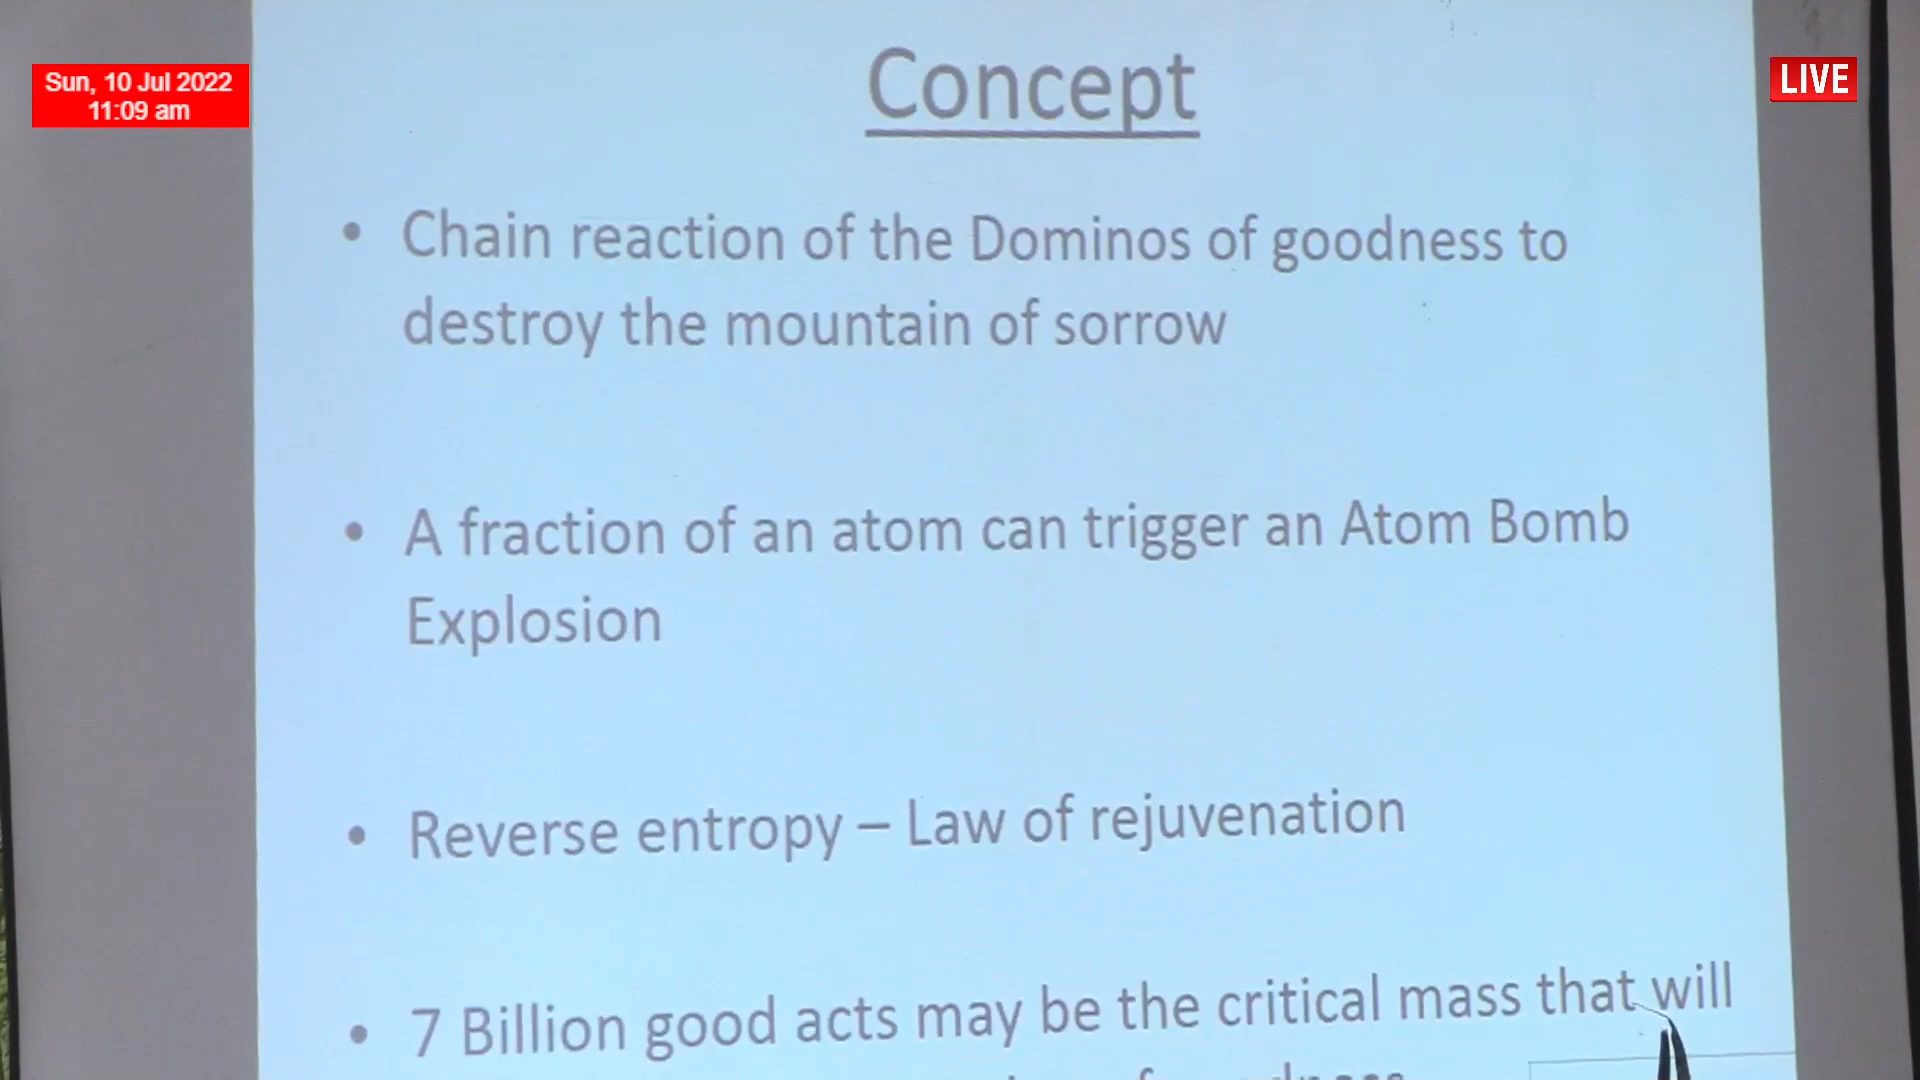 Sun, 10 Jul 2022
11:09 am
LIVE
Concept
• Chain reaction of the Dominos of goodness to
destroy the mountain of sorrow
• A fraction of an atom can trigger an Atom Bomb
Explosion
• Reverse entropy – Law of rejuvenation
• 7 Billion good acts may be the critical mass that will